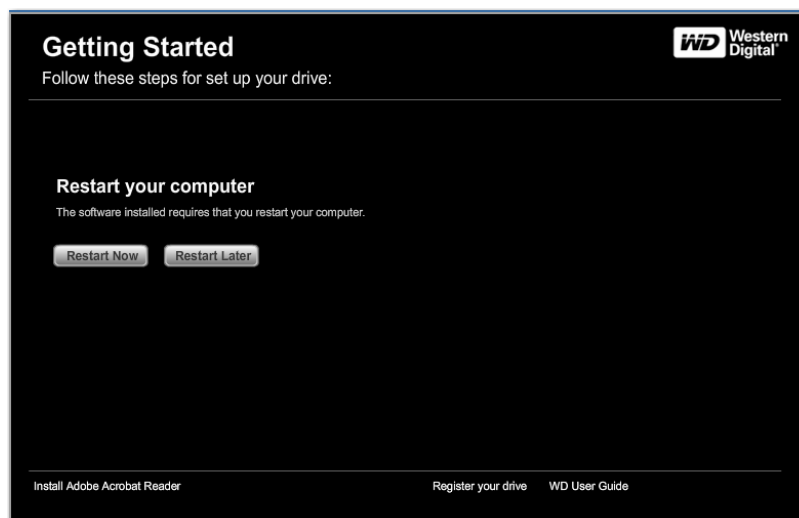 Getting Started
Follow these steps for set up your drive:
WD Western Digital®
Restart your computer
The software installed requires that you restart your computer.
Restart Now Restart Later
Install Adobe Acrobat Reader Register your drive WD User Guide